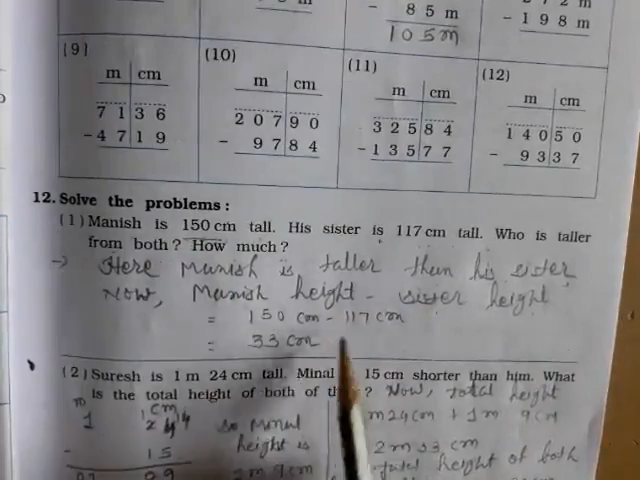 - 8 5 m
1 0 5 m
- 1 9 8 m
(9)
m cm
7 1 3 6
- 4 7 1 9
(10)
m cm
2 0 7 9 0
- 9 7 8 4
(11)
m cm
3 2 5 8 4
- 1 3 5 7 7
(12)
m cm
1 4 0 5 0
- 9 3 3 7
12. Solve the problems :
(1) Manish is 150 cm tall. His sister is 117 cm tall. Who is taller
from both? How much?
→ Here Manish is taller than his sister
Now, Manish height - sister height
= 150 cm - 117 cm
= 33 cm
(2) Suresh is 1 m 24 cm tall. Minal 15 cm shorter than him. What
is the total height of both of ? Now, total height
cm
1
so Minal
m 24 cm + 1 m 9 cm
- 15
height is
2 m 33 cm
09
2 m 9 cm
total height of both